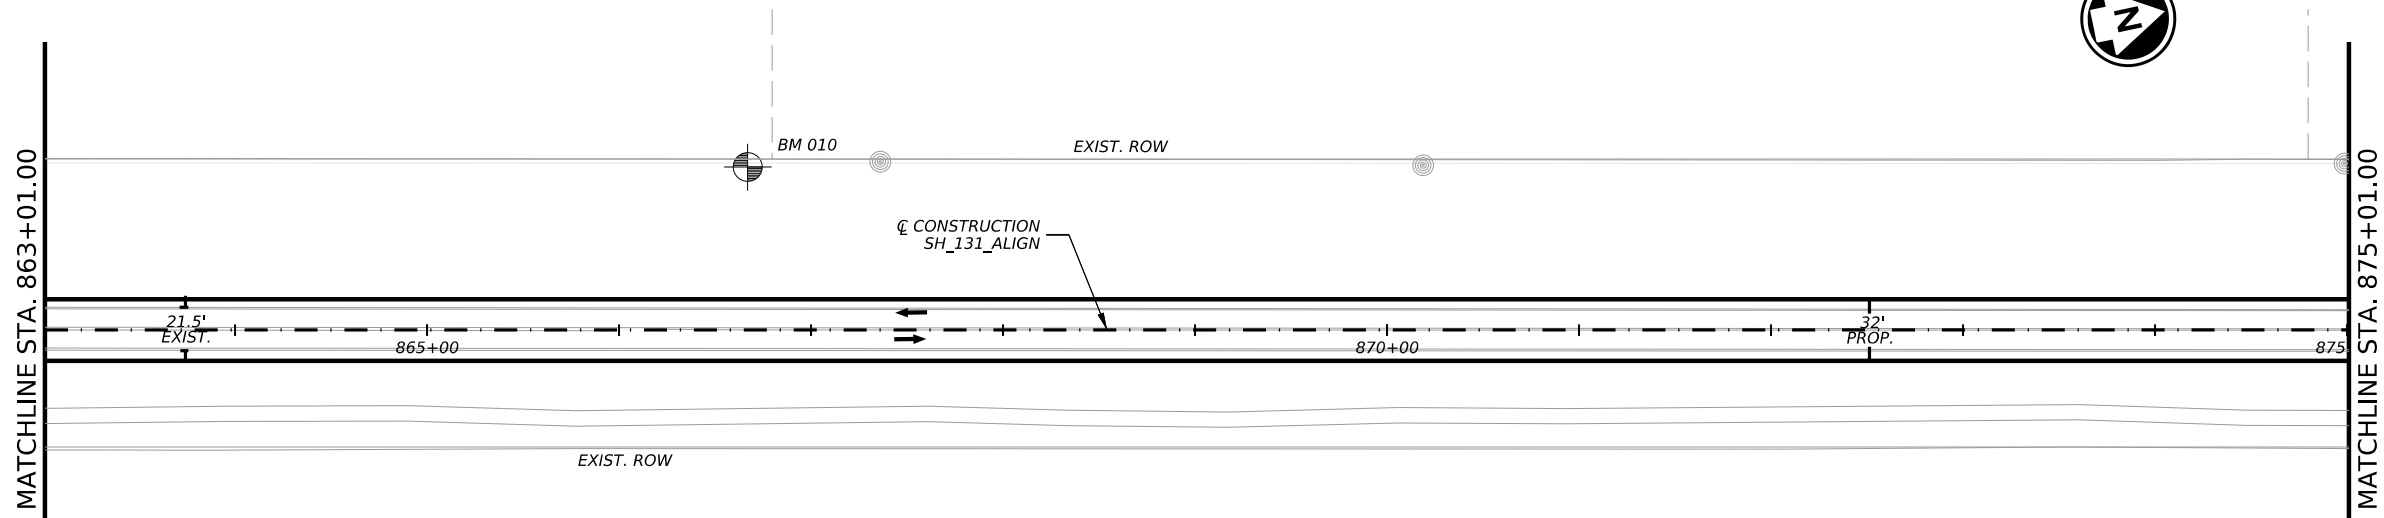 N
BM 010
EXIST. ROW
℄ CONSTRUCTION
SH_131_ALIGN
MATCHLINE STA. 863+01.00
21.5'
EXIST.
865+00
870+00
32'
PROP.
875
MATCHLINE STA. 875+01.00
EXIST. ROW